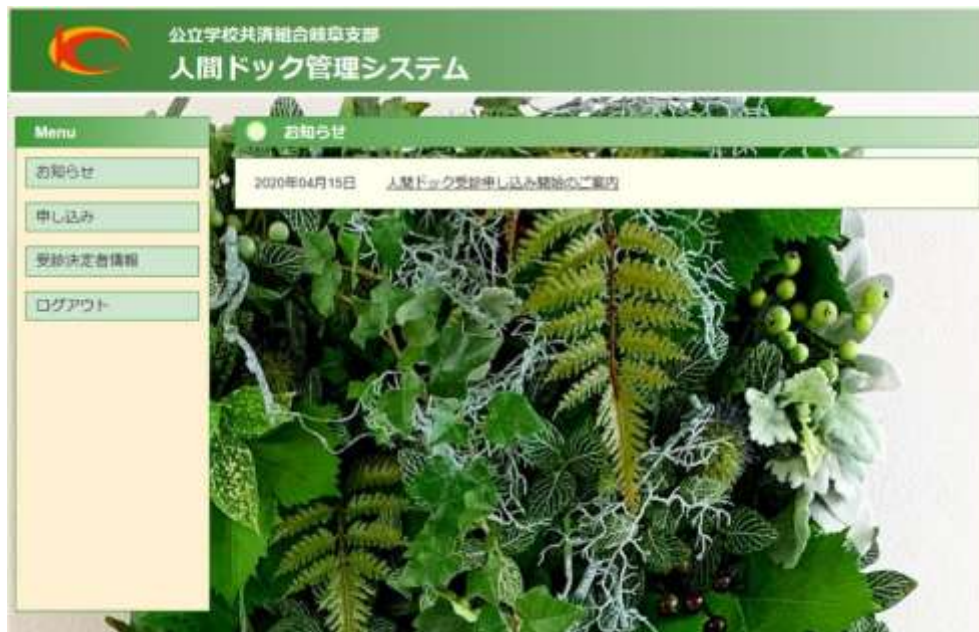 公立学校共済組合岐阜支部
人間ドック管理システム
Menu
お知らせ
申し込み
受診決定者情報
ログアウト
お知らせ
2020年04月15日 人間ドック受診申し込み開始のご案内